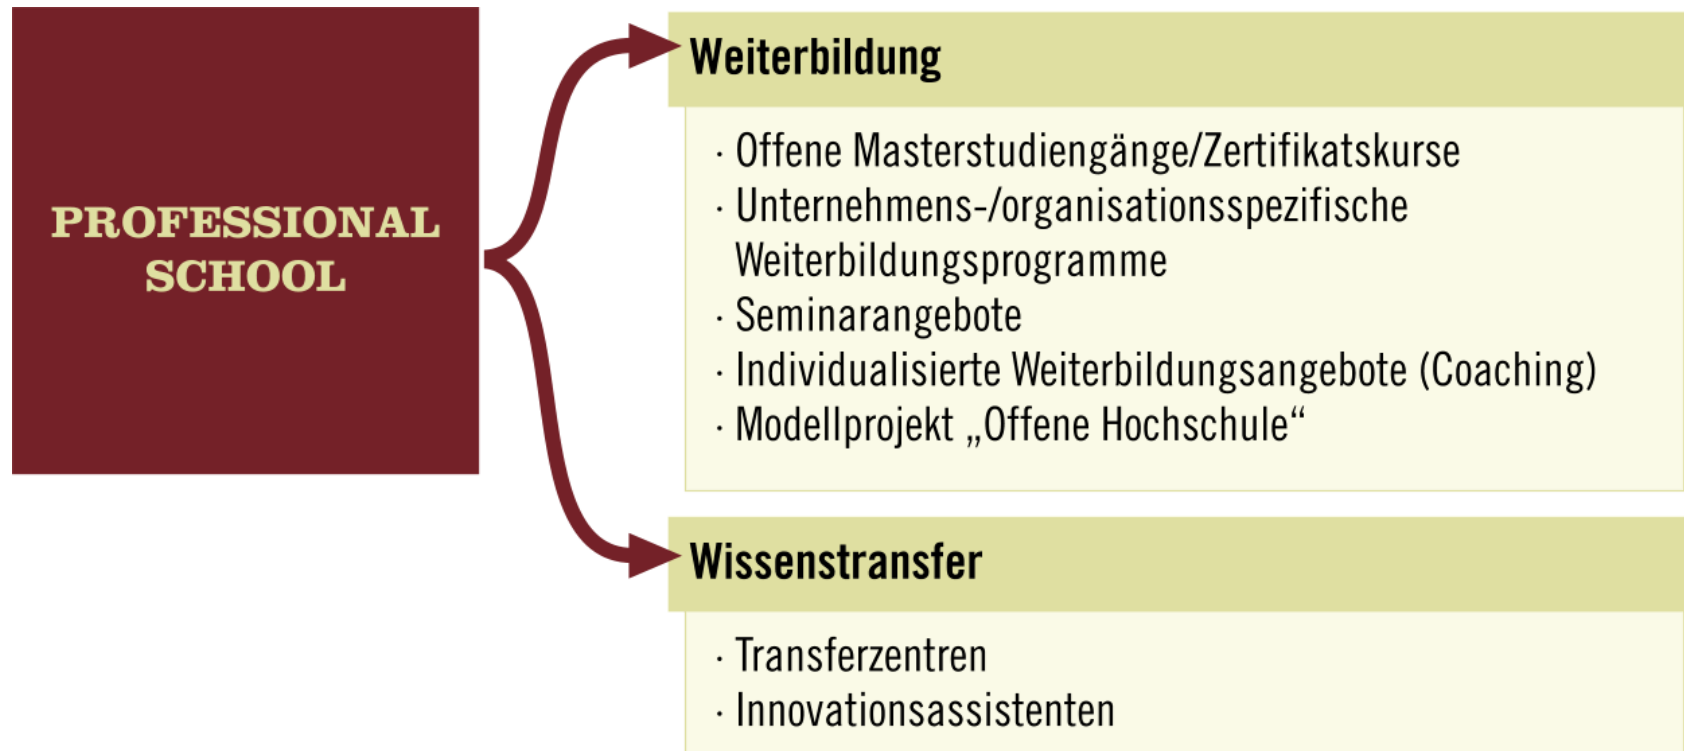 PROFESSIONAL
SCHOOL
Weiterbildung
· Offene Masterstudiengänge/Zertifikatskurse
· Unternehmens-/organisationsspezifische
Weiterbildungsprogramme
· Seminarangebote
· Individualisierte Weiterbildungsangebote (Coaching)
· Modellprojekt „Offene Hochschule“
Wissenstransfer
· Transferzentren
· Innovationsassistenten